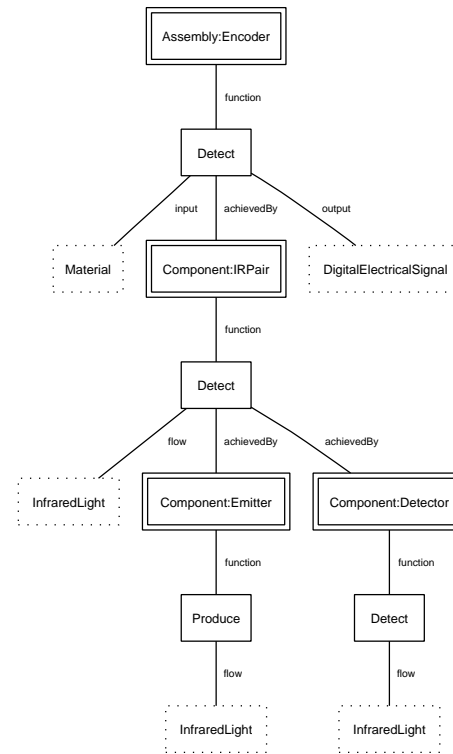 Assembly:Encoder
function
Detect
input
achievedBy
output
Material
Component:IRPair
DigitalElectricalSignal
function
Detect
flow
achievedBy
achievedBy
InfraredLight
Component:Emitter
Component:Detector
function
function
Produce
Detect
flow
flow
InfraredLight
InfraredLight